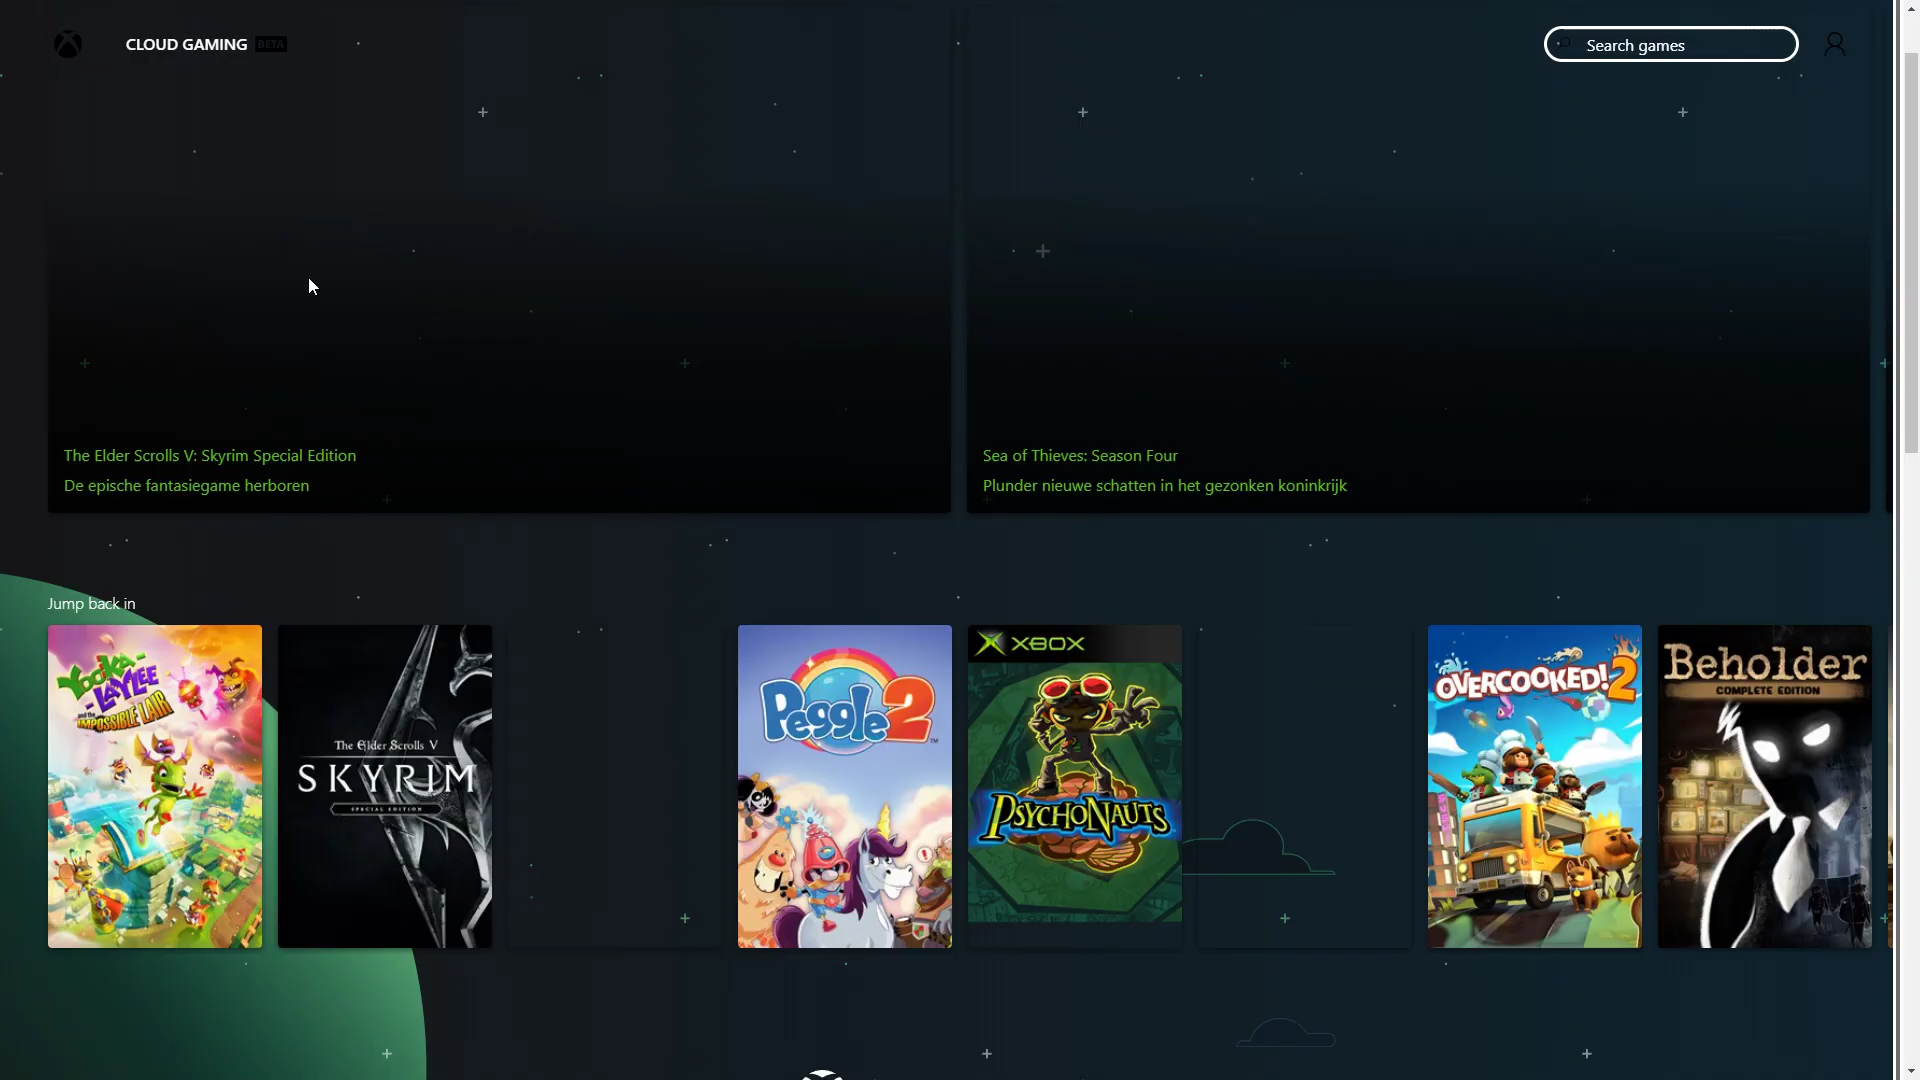 CLOUD GAMING BETA
Search games
The Elder Scrolls V: Skyrim Special Edition
De epische fantasiegame herboren
Sea of Thieves: Season Four
Plunder nieuwe schatten in het gezonken koninkrijk
Jump back in
YOOKA-
LAYLEE
and the
IMPOSSIBLE LAIR
The Elder Scrolls V
SKYRIM
SPECIAL EDITION
Peggle 2
TM
XBOX
PSYCHONAUTS
OVERCOOKED! 2
Beholder
COMPLETE EDITION